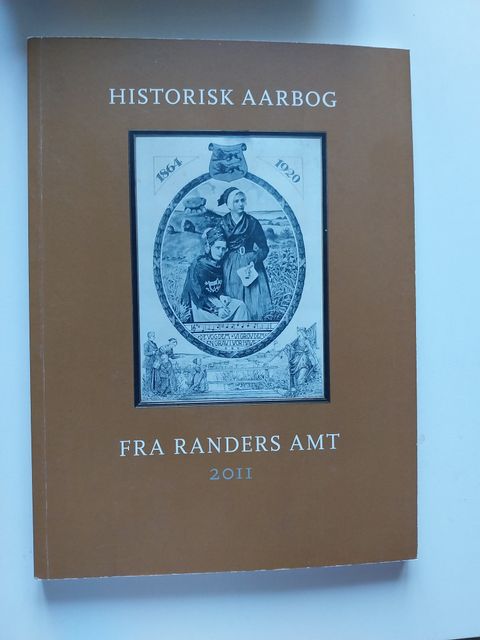 HISTORISK AARBOG
1864
1920
FRA RANDERS AMT
2011